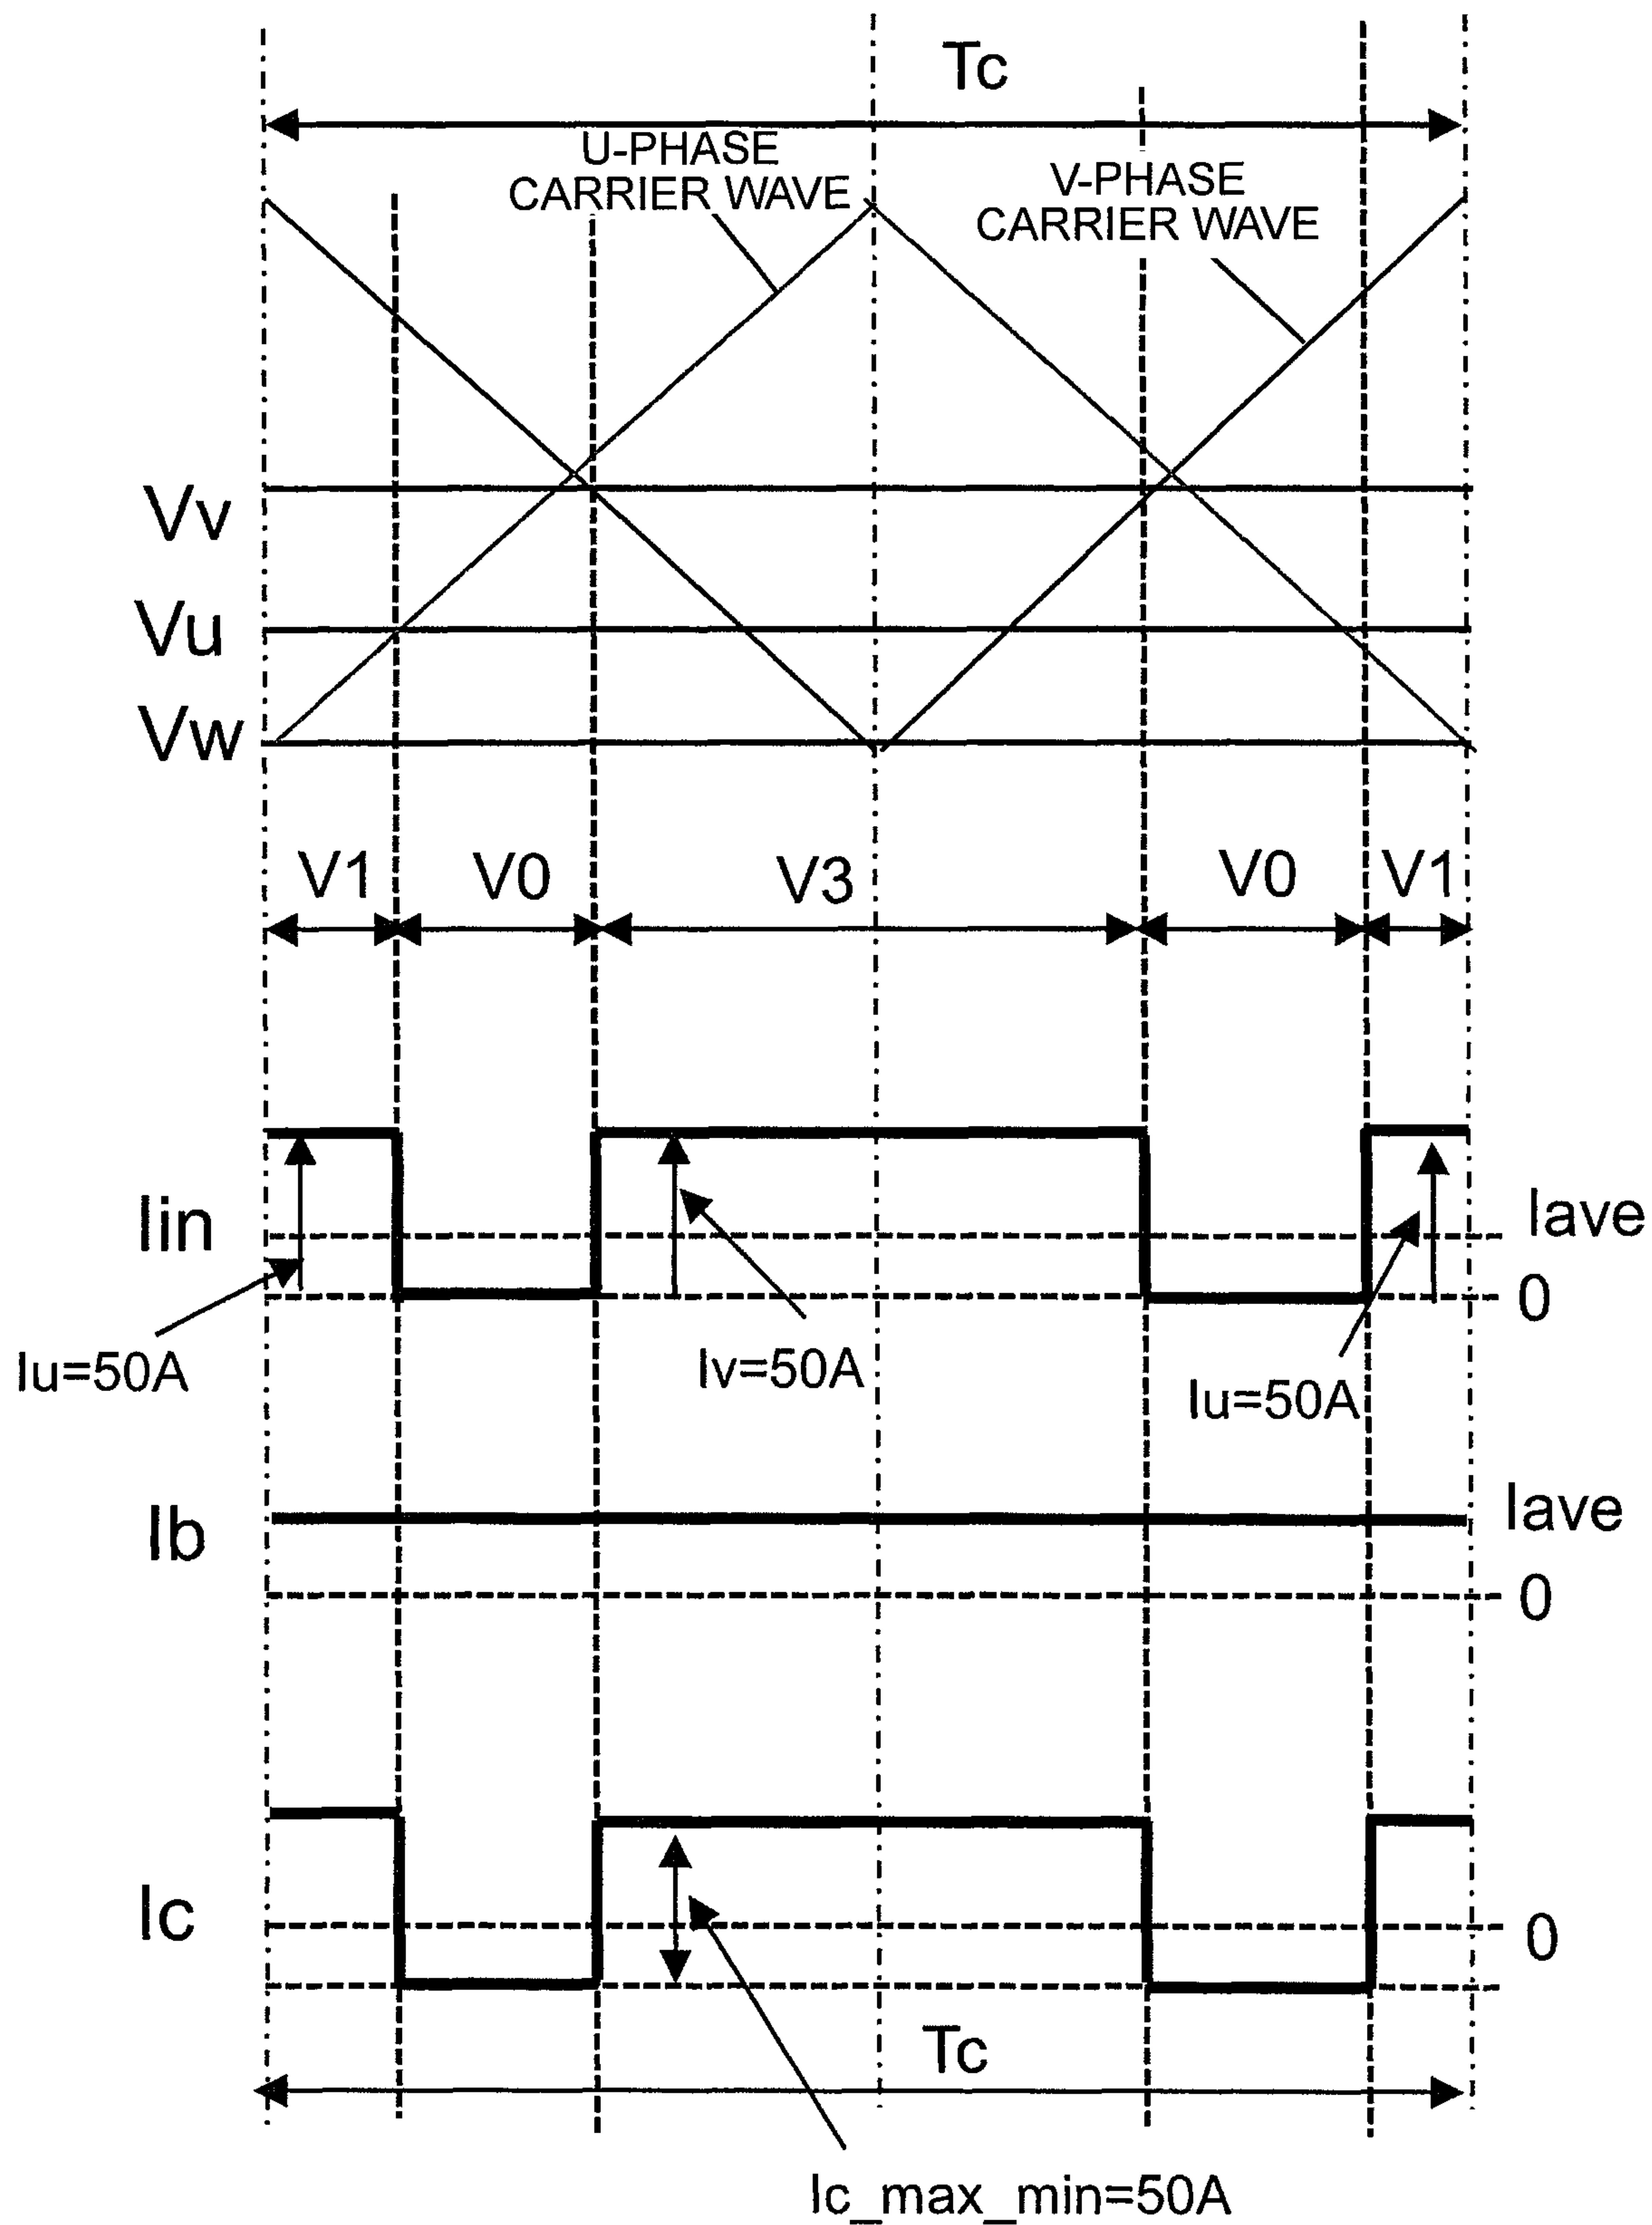 Tc
U-PHASE
CARRIER WAVE
V-PHASE
CARRIER WAVE
Vv
Vu
Vw
V1 V0 V3 V0 V1
Iin
Iave
0
Iu=50A
Iv=50A
Iu=50A
Ib
Iave
0
Ic
0
Tc
Ic_max_min=50A